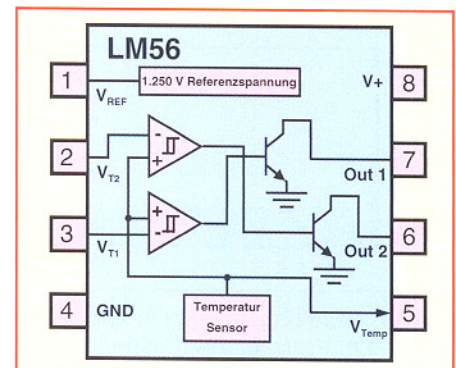 LM56
1 1.250 V Referenzspannung V+ 8
VREF
2 - 7
+ Out 1
VT2
+
3 - 6
VT1 Out 2
4 GND Temperatur 5
Sensor VTemp